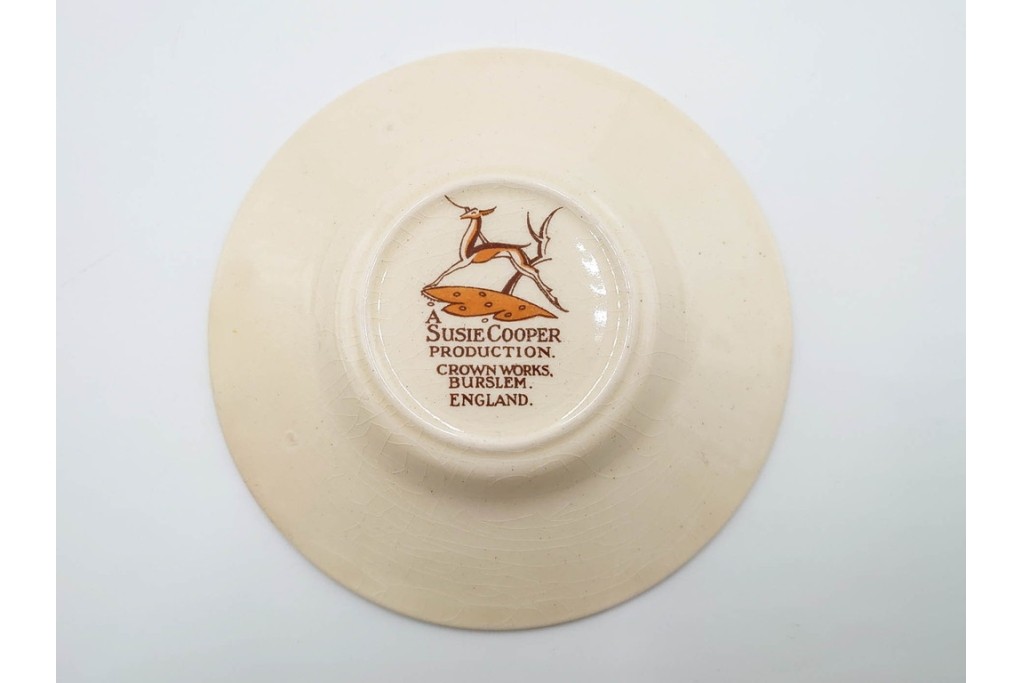 A
SUSIE COOPER
PRODUCTION.
CROWN WORKS,
BURSLEM.
ENGLAND.